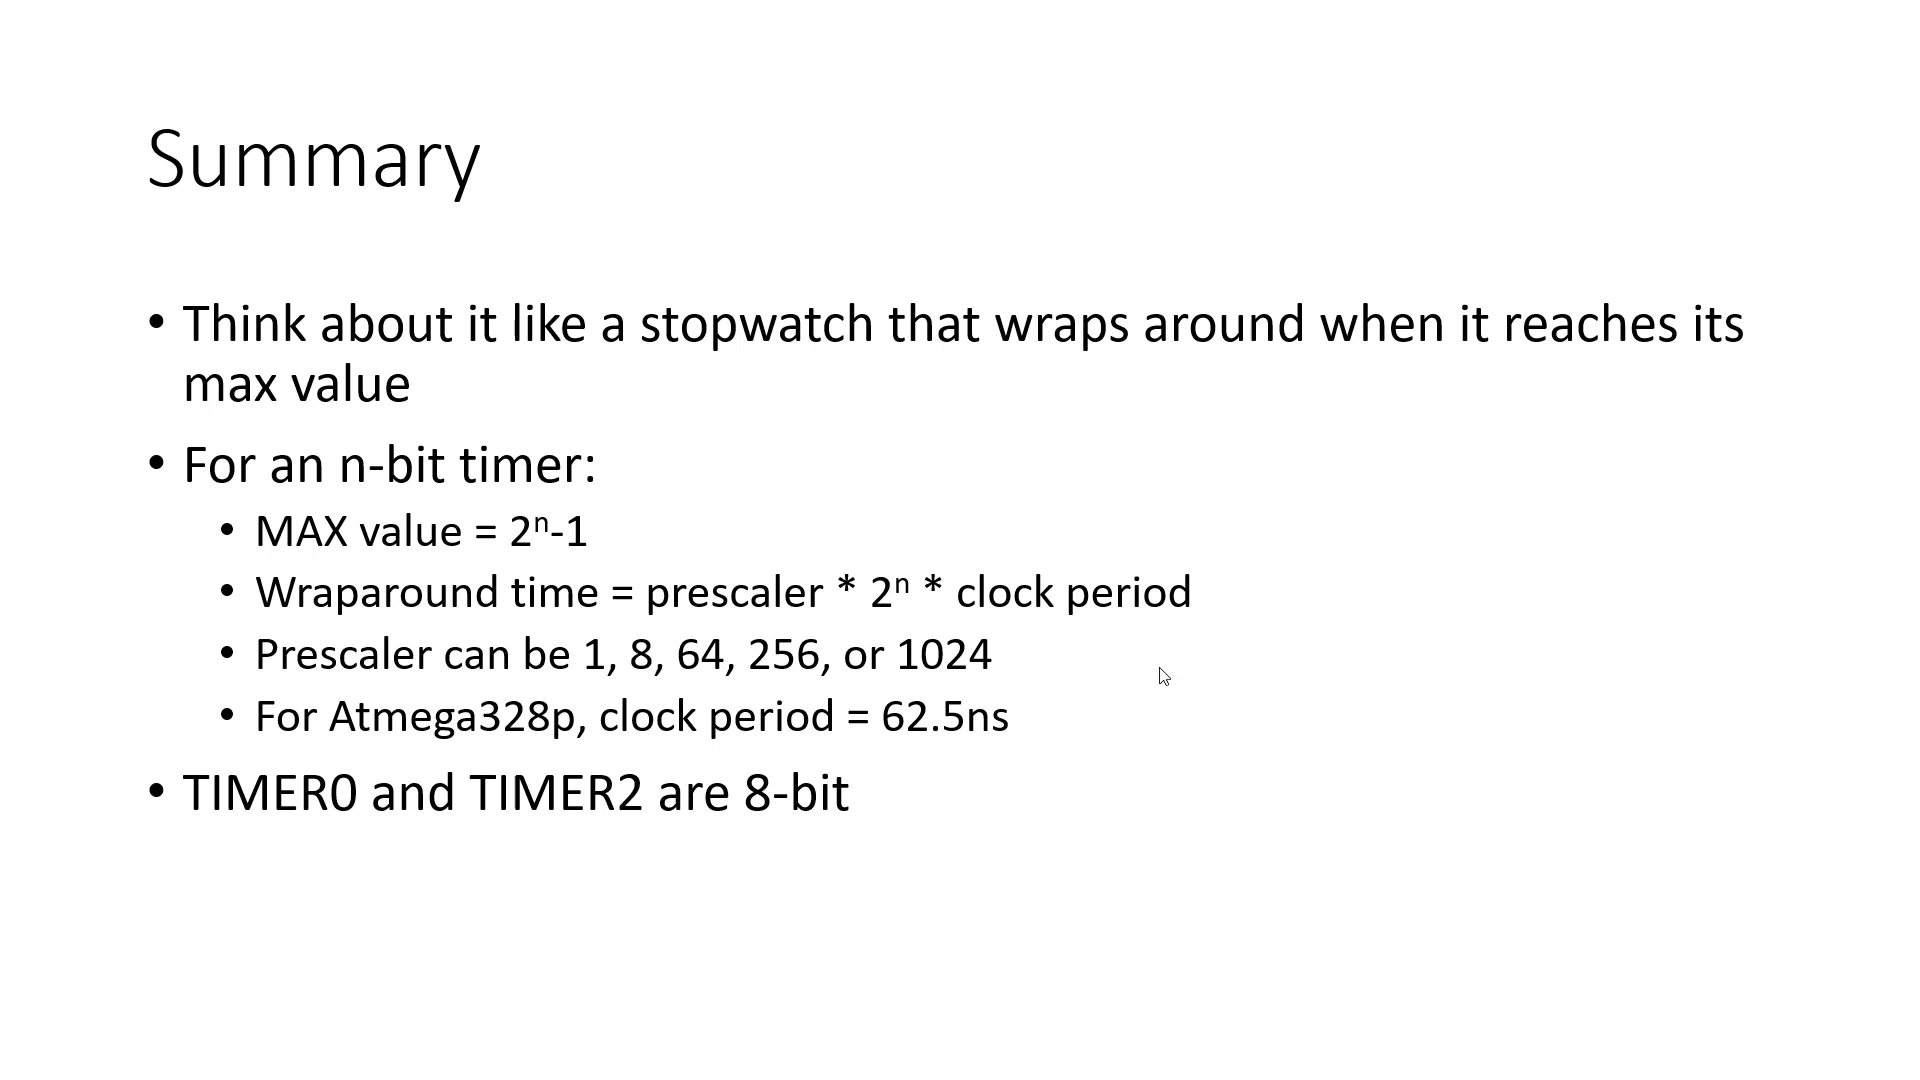 Summary
• Think about it like a stopwatch that wraps around when it reaches its
max value
• For an n-bit timer:
• MAX value = 2ⁿ-1
• Wraparound time = prescaler * 2ⁿ * clock period
• Prescaler can be 1, 8, 64, 256, or 1024
• For Atmega328p, clock period = 62.5ns
• TIMER0 and TIMER2 are 8-bit